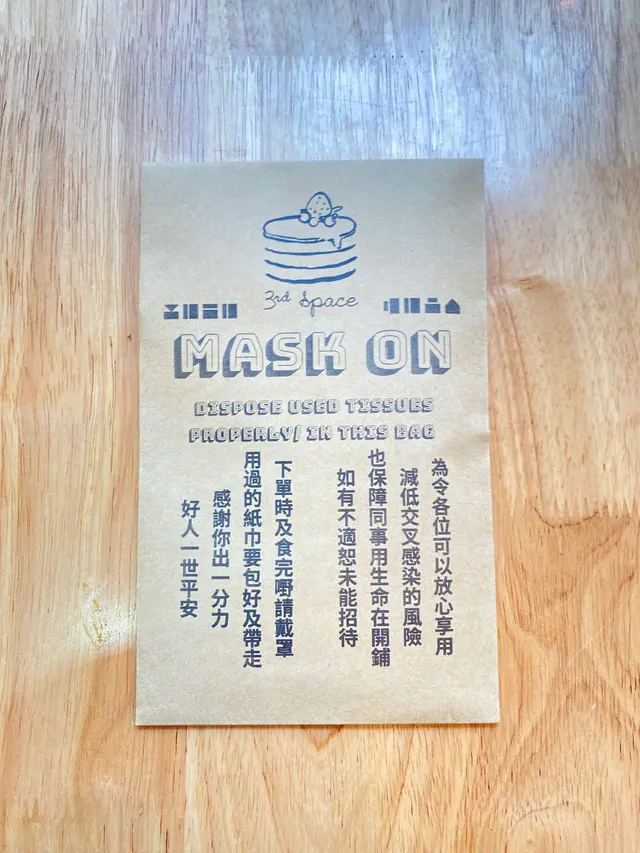 3rd Space
MASK ON
DISPOSE USED TISSUES
PROPERLY/ IN THIS BAG
為令各位可以放心享用
減低交叉感染的風險
也保障同事用生命在開鋪
如有不適恕未能招待
下單時及食完嘢請戴罩
用過的紙巾要包好及帶走
感謝你出一分力
好人一世平安